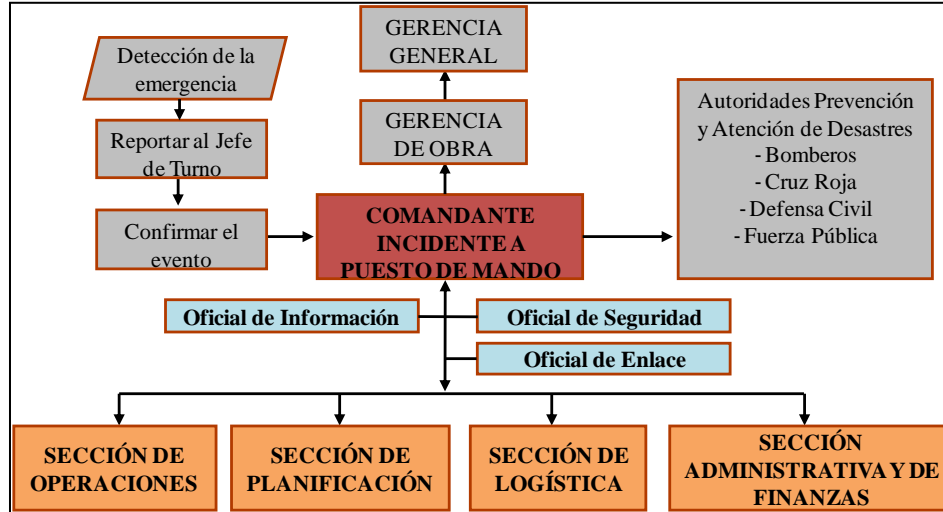 Detección de la
emergencia
Reportar al Jefe
de Turno
Confirmar el
evento
GERENCIA
GENERAL
GERENCIA
DE OBRA
COMANDANTE
INCIDENTE A
PUESTO DE MANDO
Autoridades Prevención
y Atención de Desastres
- Bomberos
- Cruz Roja
- Defensa Civil
- Fuerza Pública
Oficial de Información
Oficial de Seguridad
Oficial de Enlace
SECCIÓN DE
OPERACIONES
SECCIÓN DE
PLANIFICACIÓN
SECCIÓN DE
LOGÍSTICA
SECCIÓN
ADMINISTRATIVA Y DE
FINANZAS